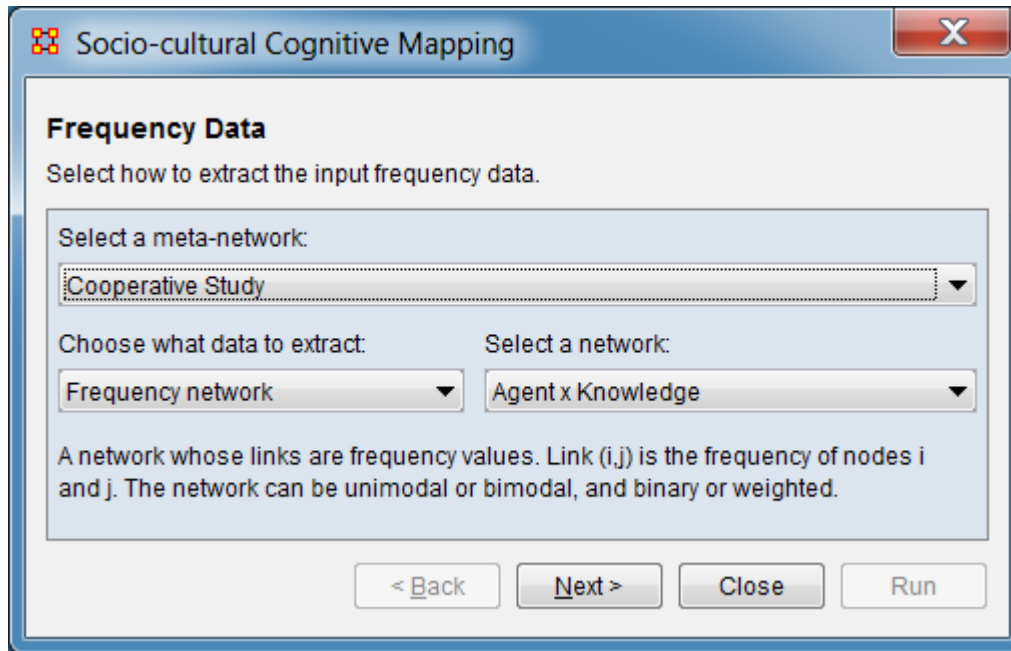 Socio-cultural Cognitive Mapping
X
Frequency Data
Select how to extract the input frequency data.
Select a meta-network:
Cooperative Study
Choose what data to extract: Select a network:
Frequency network Agent x Knowledge
A network whose links are frequency values. Link (i,j) is the frequency of nodes i
and j. The network can be unimodal or bimodal, and binary or weighted.
< Back Next > Close Run